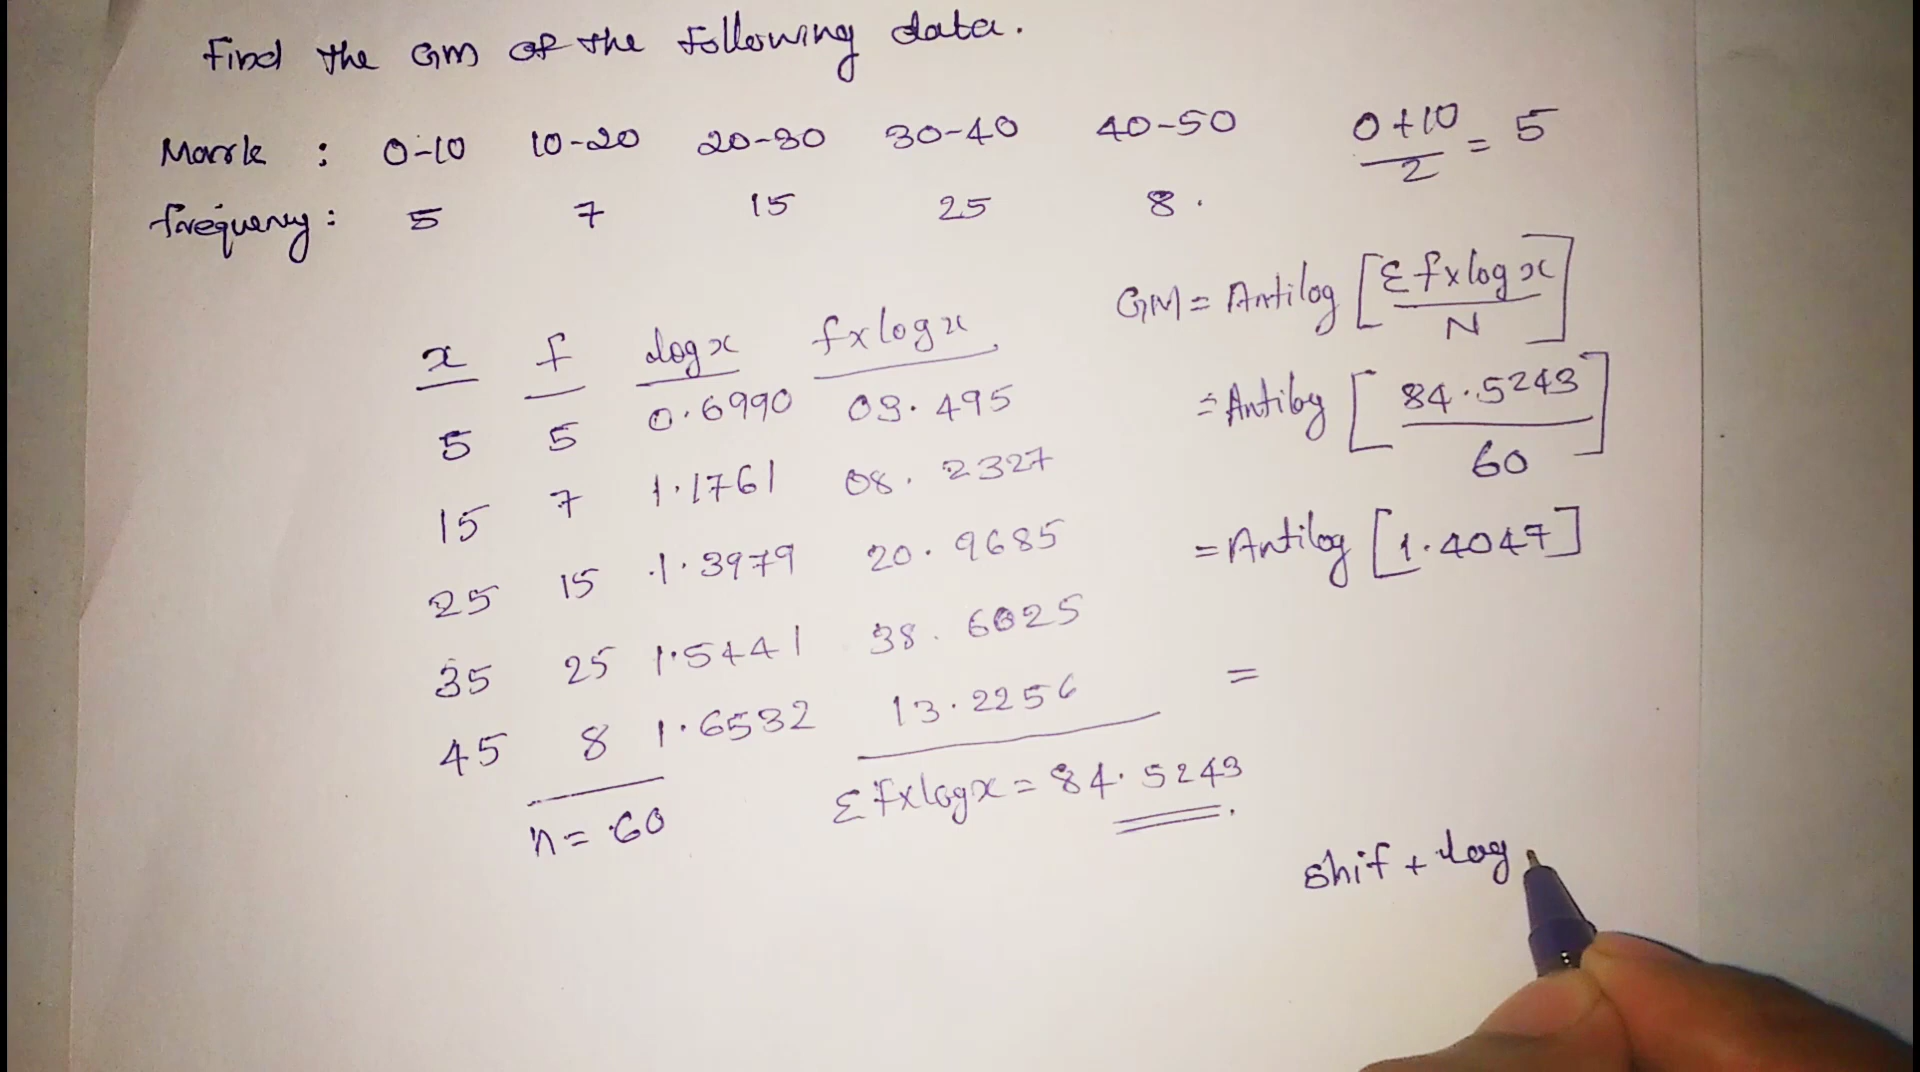 Find the GM of the following data.
Mark : 0-10 10-20 20-30 30-40 40-50
frequency : 5 7 15 25 8 .
0+10
2
= 5
x f log x f x log x
5 5 0.6990 03.495
15 7 1.1761 08.2327
25 15 1.3979 20.9685
35 25 1.5441 38.6025
45 8 1.6532 13.2256
n = 60
Σ f x log x = 84.5243
GM = Antilog [ Σ f x log x
N ]
= Antilog [ 84.5243
60 ]
= Antilog [1.4047]
=
shif + log